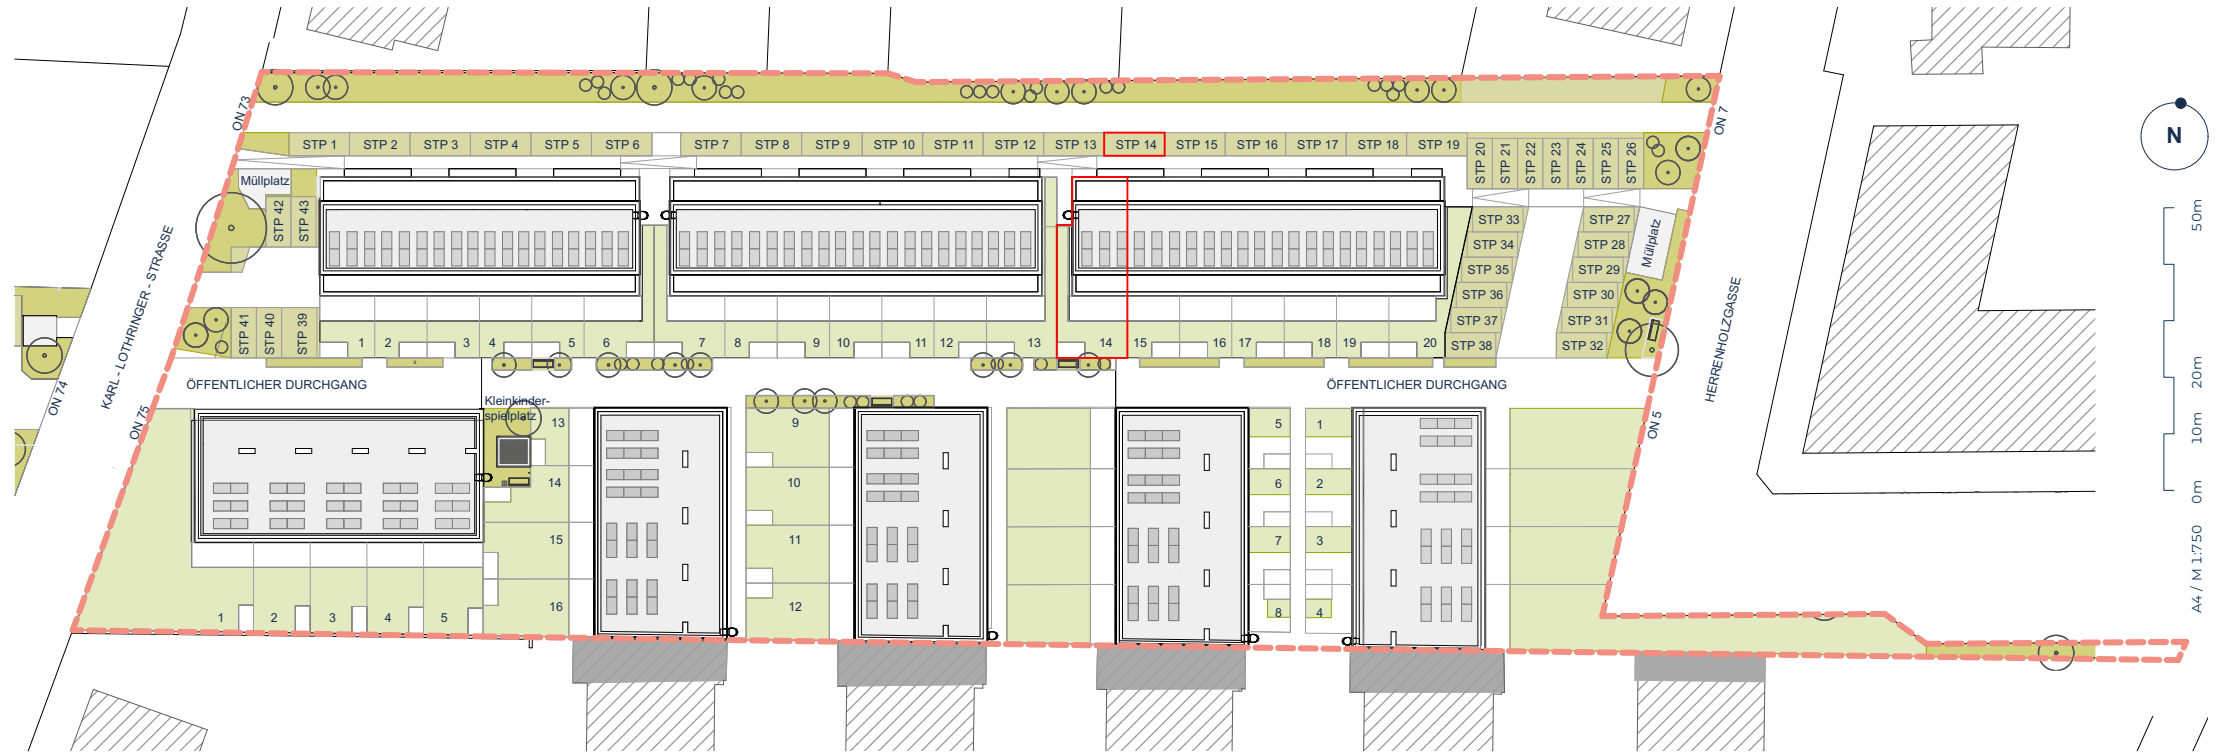 ON 73
ON 7
STP 1 STP 2 STP 3 STP 4 STP 5 STP 6 STP 7 STP 8 STP 9 STP 10 STP 11 STP 12 STP 13 STP 14 STP 15 STP 16 STP 17 STP 18 STP 19
STP 20
STP 21
STP 22
STP 23
STP 24
STP 25
STP 26
N
Müllplatz
STP 42
STP 43
STP 33 STP 27
STP 34 STP 28
STP 35 STP 29
STP 36 STP 30
STP 37 STP 31
STP 38 STP 32
Müllplatz
KARL - LOTHRINGER - STRASSE
HERRENHOLZGASSE
STP 41
STP 40
STP 39
1 2 3 4 5 6 7 8 9 10 11 12 13 14 15 16 17 18 19 20
ÖFFENTLICHER DURCHGANG
ÖFFENTLICHER DURCHGANG
ON 74
ON 75
ON 5
Kleinkinder-
spielplatz
13
14
15
16
9
10
11
12
5 1
6 2
7 3
8 4
1 2 3 4 5
50m
20m
10m
0m
A4 / M 1:750